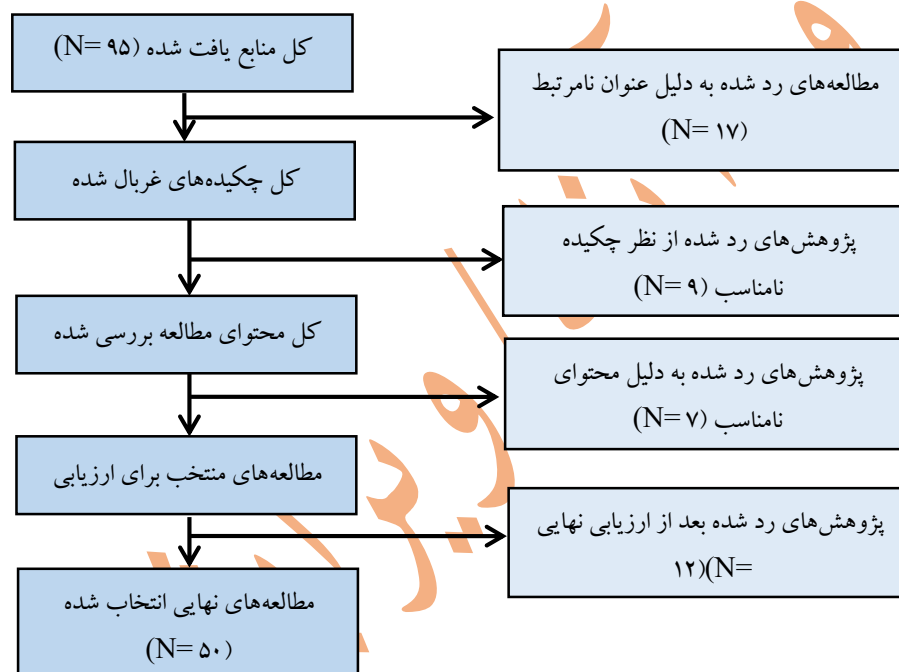 کل منابع یافت شده (N= ۹۵)
مطالعه‌های رد شده به دلیل عنوان نامرتبط
(N= ۱۷)
کل چکیده‌های غربال شده
پژوهش‌های رد شده از نظر چکیده
نامناسب (N= ۹)
کل محتوای مطالعه بررسی شده
پژوهش‌های رد شده به دلیل محتوای
نامناسب (N= ۷)
مطالعه‌های منتخب برای ارزیابی
پژوهش‌های رد شده بعد از ارزیابی نهایی
۱۲)(N=
مطالعه‌های نهایی انتخاب شده
(N= ۵۰)